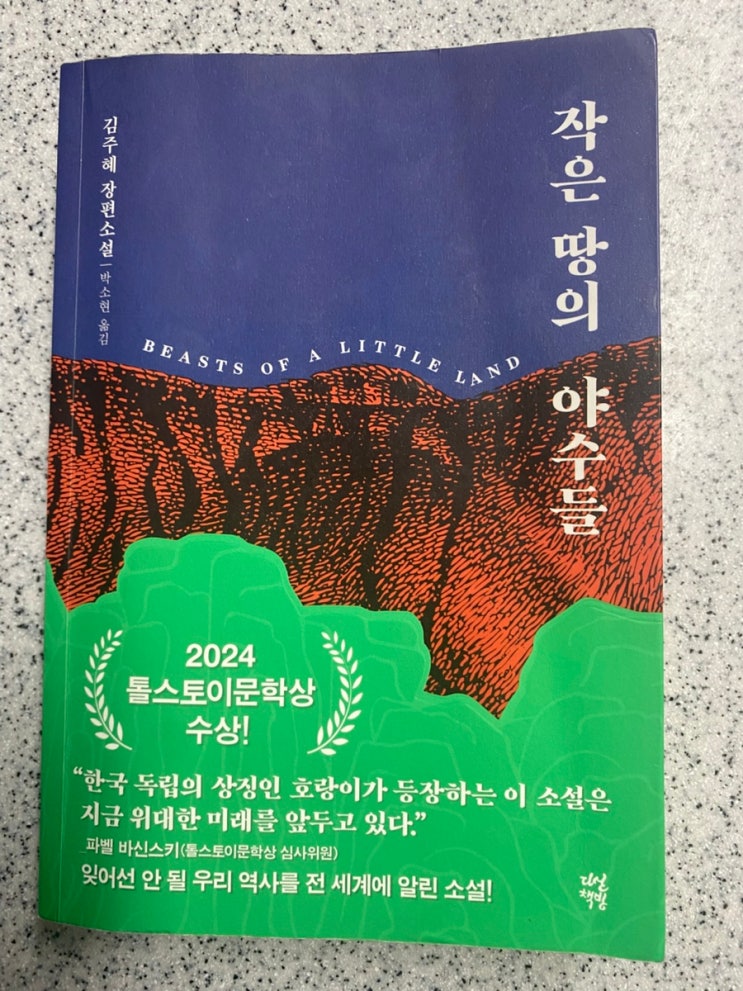 작은 땅의 야수들
김주혜 장편소설 | 박소현 옮김
BEASTS OF A LITTLE LAND
2024
톨스토이문학상
수상!
“한국 독립의 상징인 호랑이가 등장하는 이 소설은
지금 위대한 미래를 앞두고 있다.”
_파벨 바신스키(톨스토이문학상 심사위원)
잊어선 안 될 우리 역사를 전 세계에 알린 소설!
다산
책방